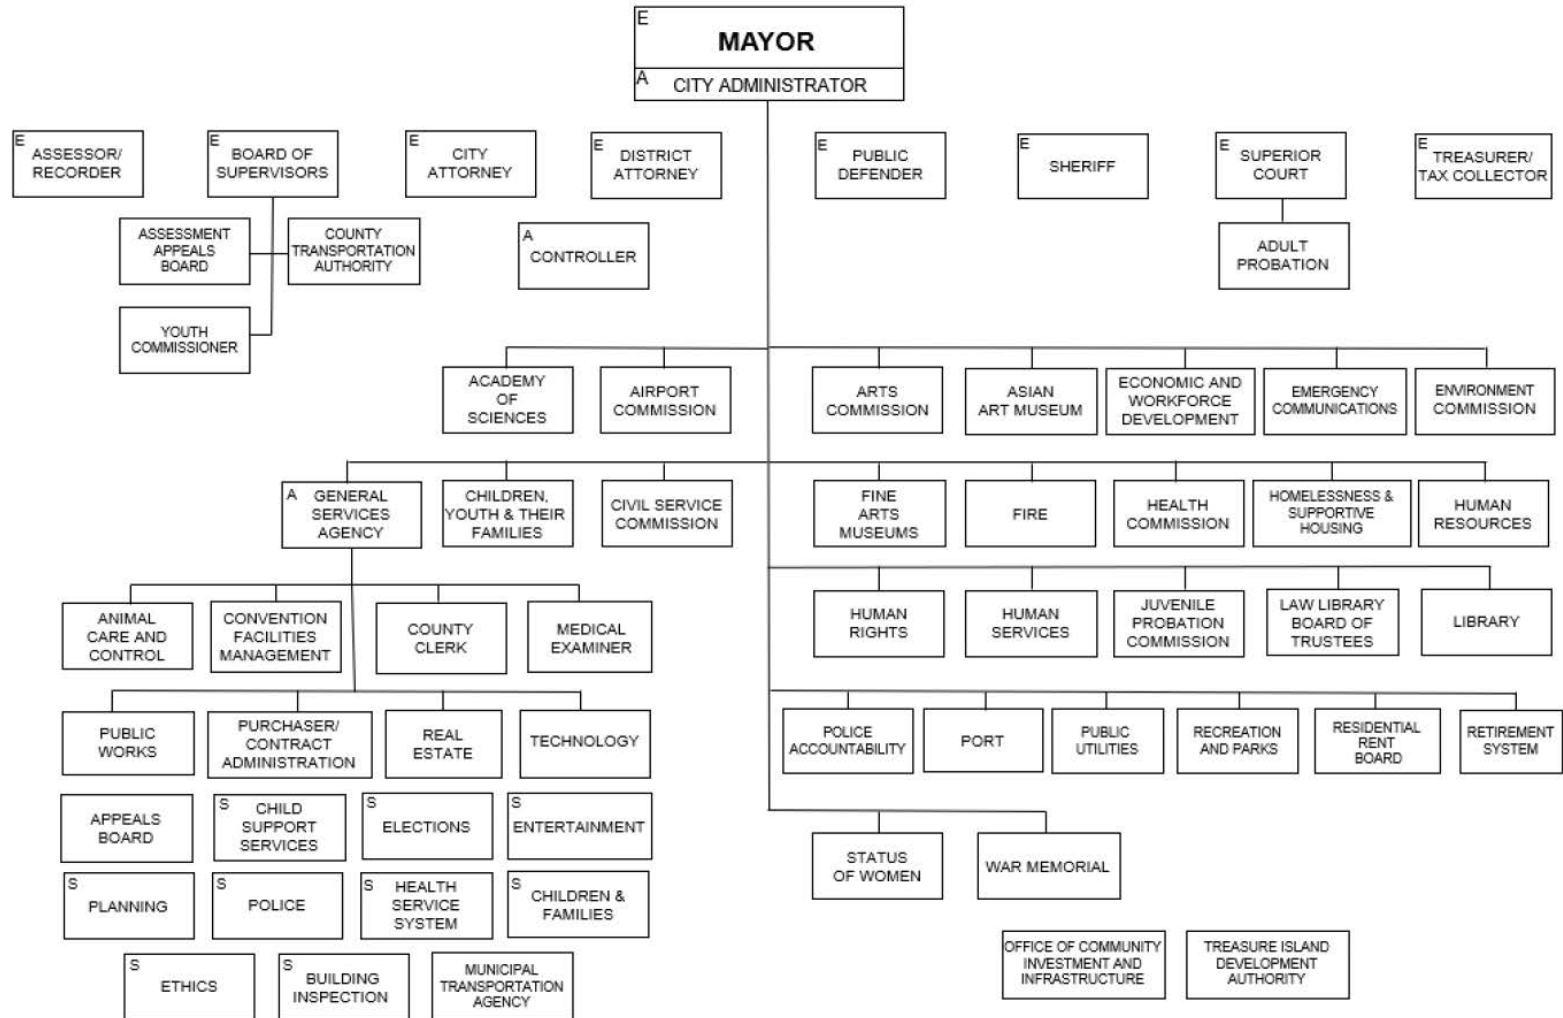 E
MAYOR
A
CITY ADMINISTRATOR
E
ASSESSOR/
RECORDER
E
BOARD OF
SUPERVISORS
E
CITY
ATTORNEY
E
DISTRICT
ATTORNEY
E
PUBLIC
DEFENDER
E
SHERIFF
E
SUPERIOR
COURT
E
TREASURER/
TAX COLLECTOR
ASSESSMENT
APPEALS
BOARD
COUNTY
TRANSPORTATION
AUTHORITY
A
CONTROLLER
ADULT
PROBATION
YOUTH
COMMISSIONER
ACADEMY
OF
SCIENCES
AIRPORT
COMMISSION
ARTS
COMMISSION
ASIAN
ART MUSEUM
ECONOMIC AND
WORKFORCE
DEVELOPMENT
EMERGENCY
COMMUNICATIONS
ENVIRONMENT
COMMISSION
A
GENERAL
SERVICES
AGENCY
CHILDREN,
YOUTH & THEIR
FAMILIES
CIVIL SERVICE
COMMISSION
FINE
ARTS
MUSEUMS
FIRE
HEALTH
COMMISSION
HOMELESSNESS &
SUPPORTIVE
HOUSING
HUMAN
RESOURCES
ANIMAL
CARE AND
CONTROL
CONVENTION
FACILITIES
MANAGEMENT
COUNTY
CLERK
MEDICAL
EXAMINER
HUMAN
RIGHTS
HUMAN
SERVICES
JUVENILE
PROBATION
COMMISSION
LAW LIBRARY
BOARD OF
TRUSTEES
LIBRARY
PUBLIC
WORKS
PURCHASER/
CONTRACT
ADMINISTRATION
REAL
ESTATE
TECHNOLOGY
POLICE
ACCOUNTABILITY
PORT
PUBLIC
UTILITIES
RECREATION
AND PARKS
RESIDENTIAL
RENT
BOARD
RETIREMENT
SYSTEM
APPEALS
BOARD
S
CHILD
SUPPORT
SERVICES
S
ELECTIONS
S
ENTERTAINMENT
STATUS
OF WOMEN
WAR MEMORIAL
S
PLANNING
S
POLICE
S
HEALTH
SERVICE
SYSTEM
S
CHILDREN &
FAMILIES
S
ETHICS
S
BUILDING
INSPECTION
MUNICIPAL
TRANSPORTATION
AGENCY
OFFICE OF COMMUNITY
INVESTMENT AND
INFRASTRUCTURE
TREASURE ISLAND
DEVELOPMENT
AUTHORITY